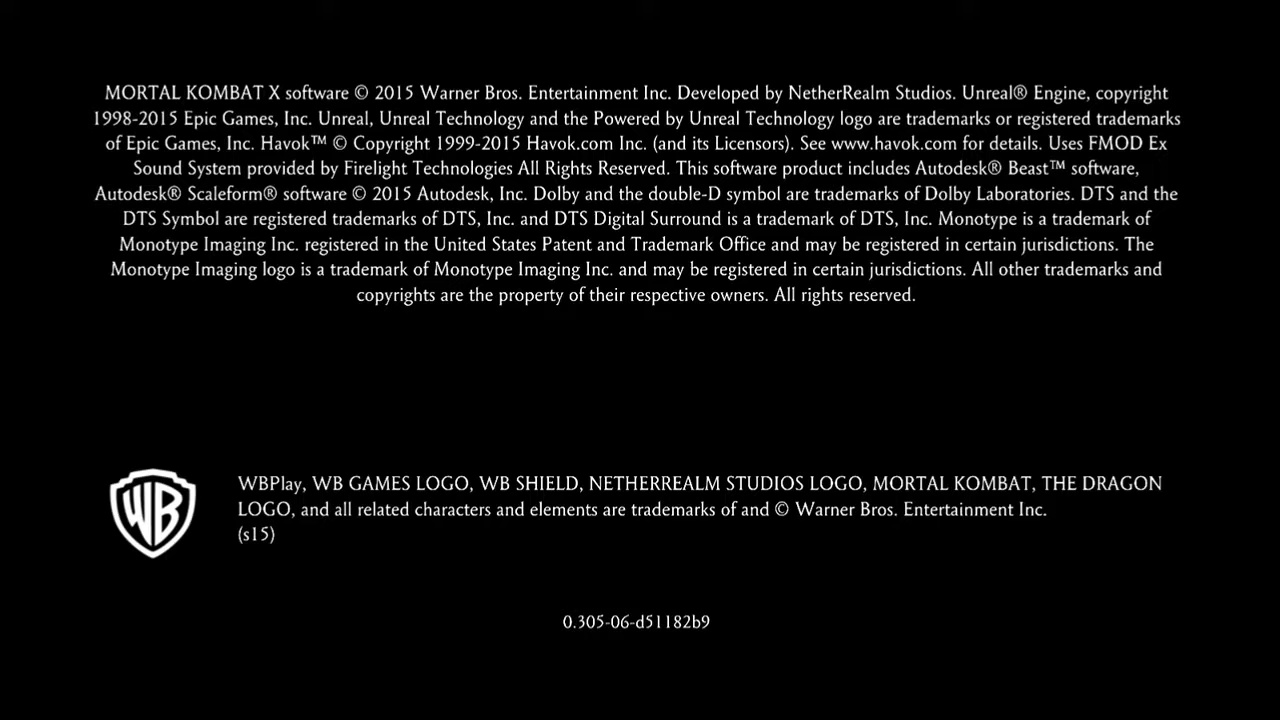 MORTAL KOMBAT X software © 2015 Warner Bros. Entertainment Inc. Developed by NetherRealm Studios. Unreal® Engine, copyright
1998-2015 Epic Games, Inc. Unreal, Unreal Technology and the Powered by Unreal Technology logo are trademarks or registered trademarks
of Epic Games, Inc. Havok™ © Copyright 1999-2015 Havok.com Inc. (and its Licensors). See www.havok.com for details. Uses FMOD Ex
Sound System provided by Firelight Technologies All Rights Reserved. This software product includes Autodesk® Beast™ software,
Autodesk® Scaleform® software © 2015 Autodesk, Inc. Dolby and the double-D symbol are trademarks of Dolby Laboratories. DTS and the
DTS Symbol are registered trademarks of DTS, Inc. and DTS Digital Surround is a trademark of DTS, Inc. Monotype is a trademark of
Monotype Imaging Inc. registered in the United States Patent and Trademark Office and may be registered in certain jurisdictions. The
Monotype Imaging logo is a trademark of Monotype Imaging Inc. and may be registered in certain jurisdictions. All other trademarks and
copyrights are the property of their respective owners. All rights reserved.
WB
WBPlay, WB GAMES LOGO, WB SHIELD, NETHERREALM STUDIOS LOGO, MORTAL KOMBAT, THE DRAGON
LOGO, and all related characters and elements are trademarks of and © Warner Bros. Entertainment Inc.
(s15)
0.305-06-d51182b9